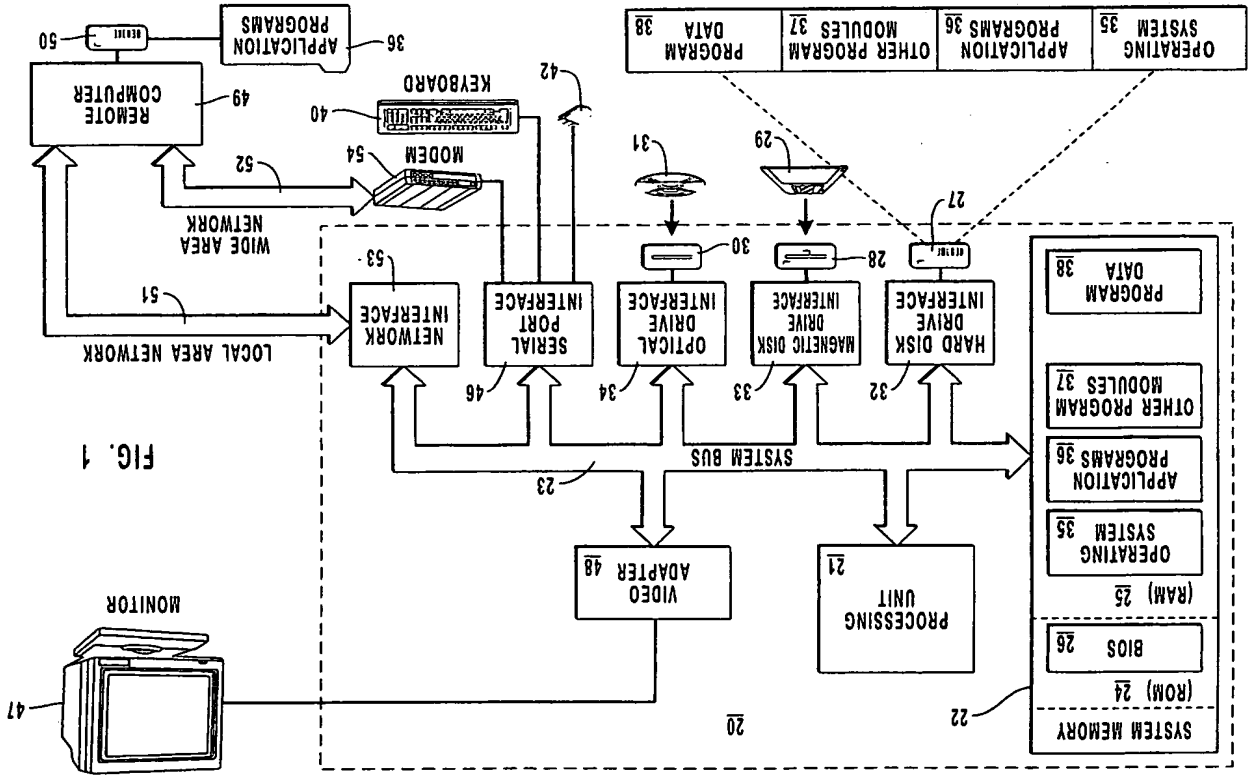 SYSTEM MEMORY
(ROM) 24
BIOS 26
(RAM) 25
OPERATING
SYSTEM 35
APPLICATION
PROGRAMS 36
OTHER PROGRAM
MODULES 37
PROGRAM
DATA 38
22
20
PROCESSING
UNIT
21
VIDEO
ADAPTER 48
47
MONITOR
SYSTEM BUS
23
FIG. 1
32
HARD DISK
DRIVE
INTERFACE
33
MAGNETIC DISK
DRIVE
INTERFACE
34
OPTICAL
DRIVE
INTERFACE
46
SERIAL
PORT
INTERFACE
NETWORK
INTERFACE
53
LOCAL AREA NETWORK
51
27
28
30
29
31
WIDE AREA
NETWORK
52
MODEM
54
42
40
KEYBOARD
REMOTE
COMPUTER
49
50
APPLICATION
PROGRAMS
36
OPERATING
SYSTEM 35
APPLICATION
PROGRAMS 36
OTHER PROGRAM
MODULES 37
PROGRAM
DATA 38